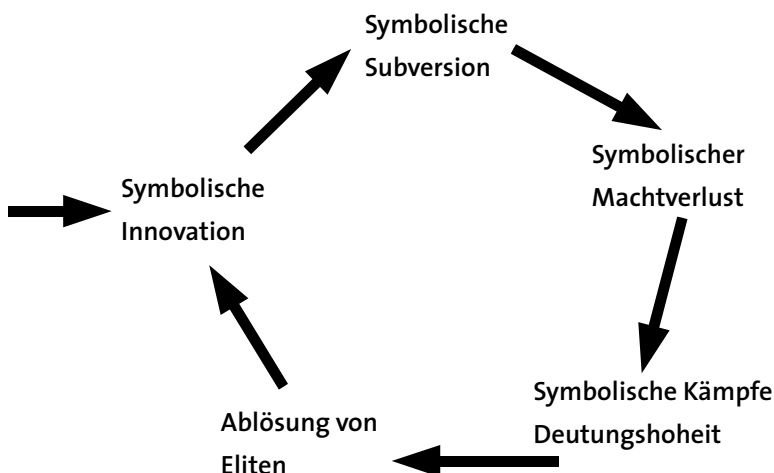 Symbolische
Subversion
Symbolischer
Machtverlust
Symbolische
Innovation
Symbolische Kämpfe
Deutungshoheit
Ablösung von
Eliten